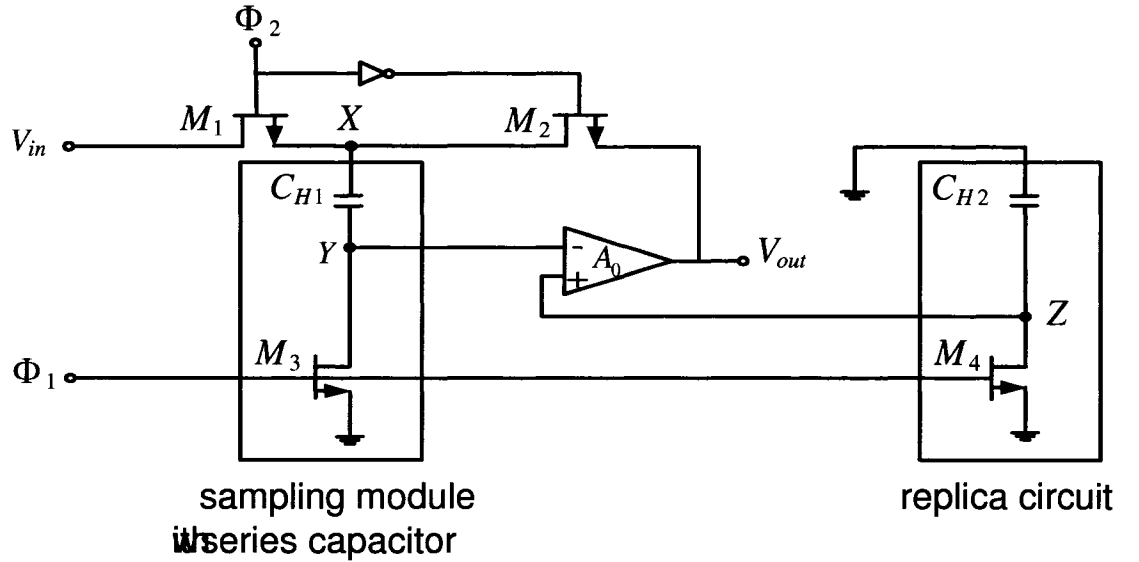 Φ2
M1
X
M2
Vin
CH1
CH2
Y
-
A0
+
Vout
Z
M3
M4
Φ1
sampling module
replica circuit
series capacitor